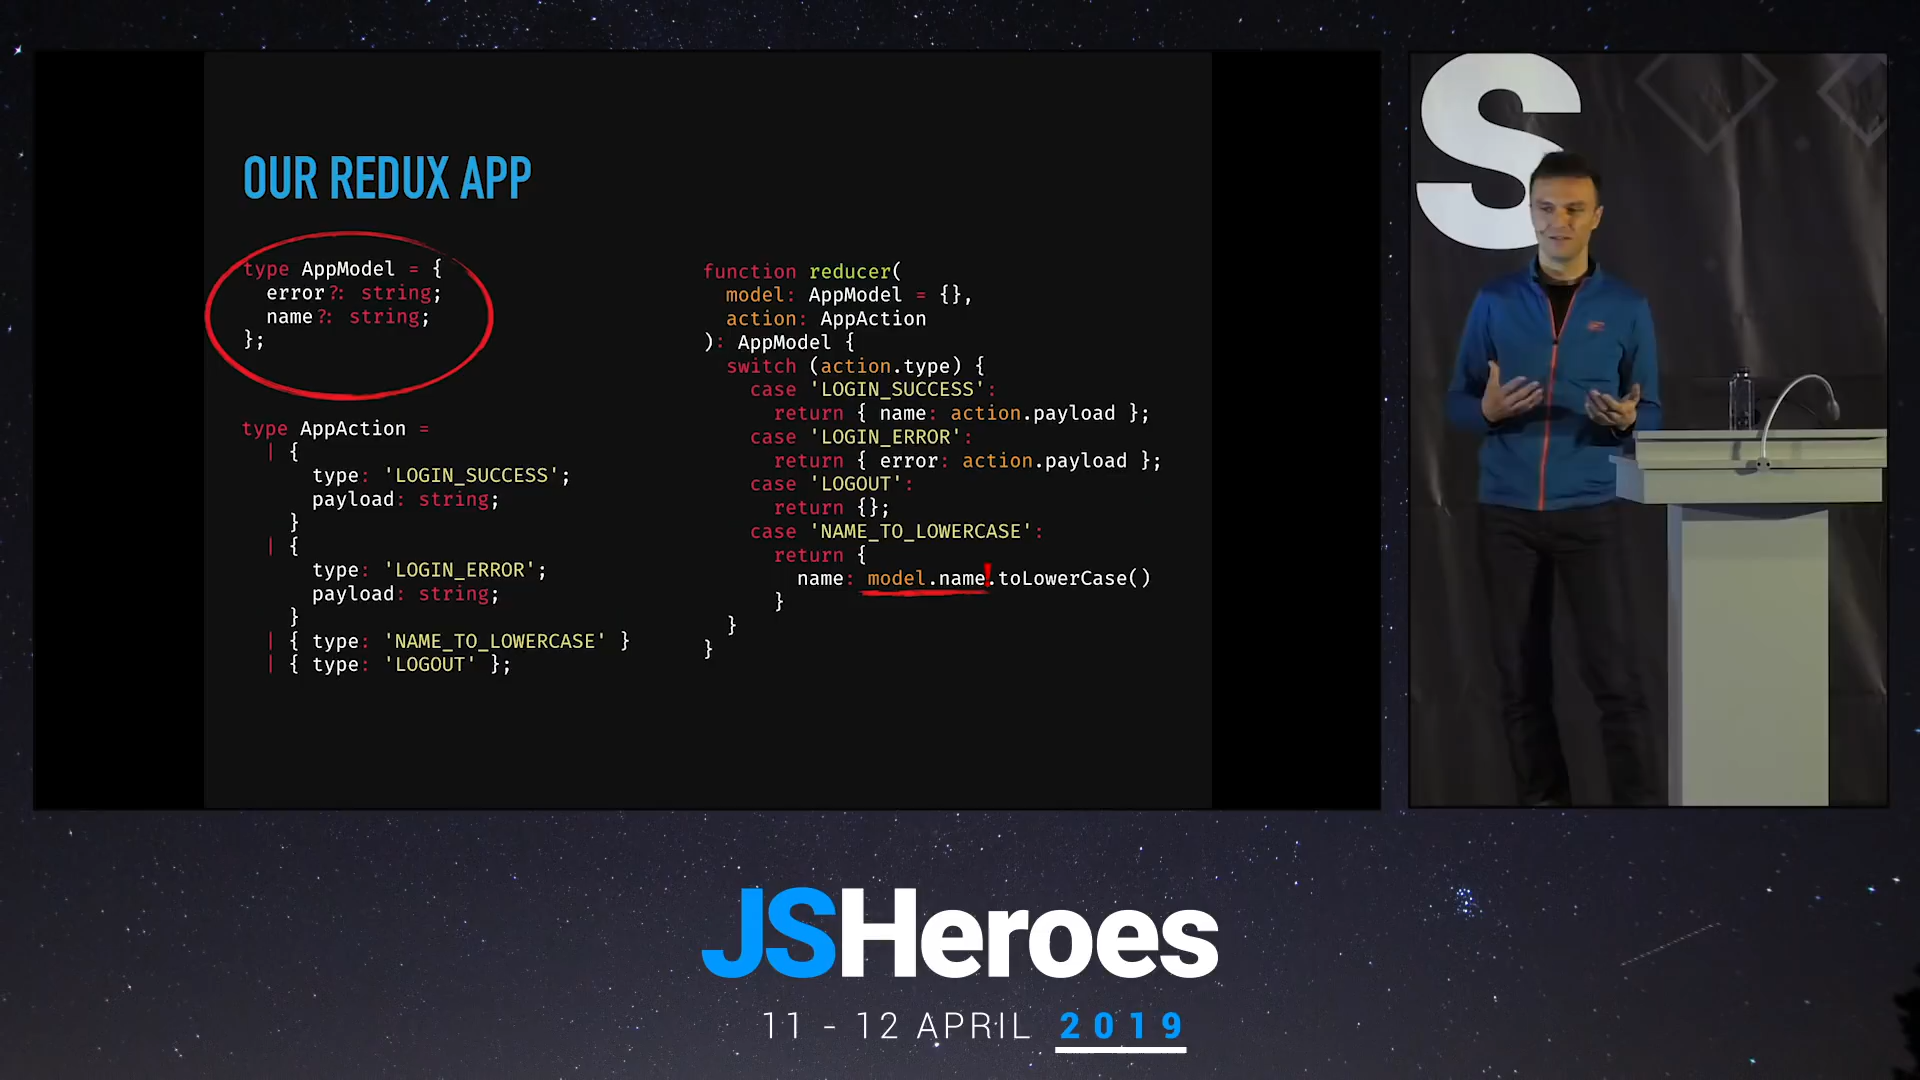 OUR REDUX APP
type AppModel = {
error?: string;
name?: string;
};
type AppAction =
| {
type: 'LOGIN_SUCCESS';
payload: string;
}
| {
type: 'LOGIN_ERROR';
payload: string;
}
| { type: 'NAME_TO_LOWERCASE' }
| { type: 'LOGOUT' };
function reducer(
model: AppModel = {},
action: AppAction
): AppModel {
switch (action.type) {
case 'LOGIN_SUCCESS':
return { name: action.payload };
case 'LOGIN_ERROR':
return { error: action.payload };
case 'LOGOUT':
return {};
case 'NAME_TO_LOWERCASE':
return {
name: model.name!.toLowerCase()
}
}
}
S
JSHeroes
11 - 12 APRIL 2019